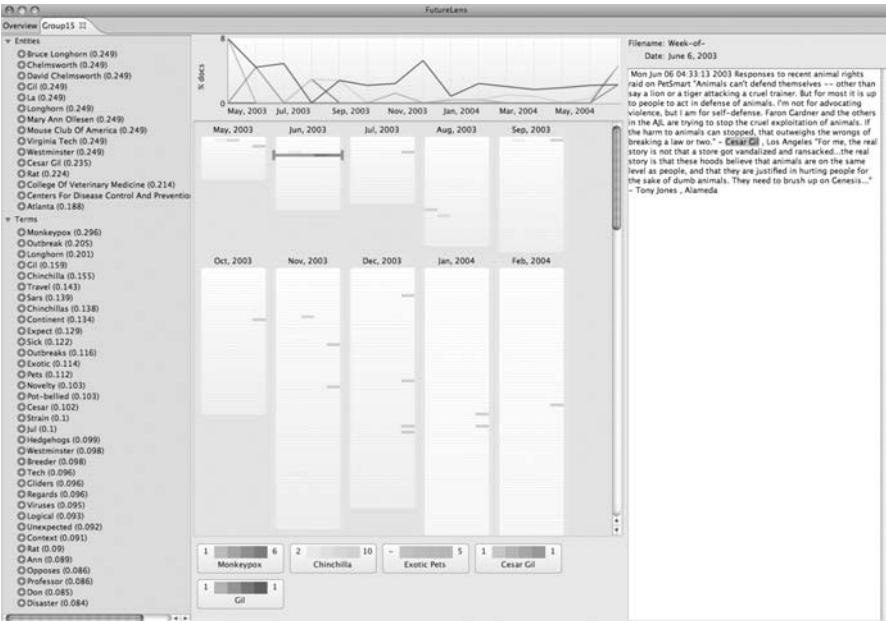 FutureLens
Overview Group15
Entities
Bruce Longhorn (0.249)
Chelmsworth (0.249)
David Chelmsworth (0.249)
Gil (0.249)
La (0.249)
Longhorn (0.249)
Mary Ann Ollesen (0.249)
Mouse Club Of America (0.249)
Virginia Tech (0.249)
Westminster (0.249)
Cesar Gil (0.235)
Rat (0.224)
College Of Veterinary Medicine (0.214)
Centers For Disease Control And Preventio
Atlanta (0.188)
Terms
Monkeypox (0.296)
Outbreak (0.205)
Longhorn (0.201)
Gil (0.159)
Chinchilla (0.155)
Travel (0.143)
Sars (0.139)
Chinchillas (0.138)
Continent (0.134)
Expect (0.129)
Sick (0.122)
Outbreaks (0.116)
Exotic (0.114)
Pets (0.112)
Novelty (0.103)
Pot-bellied (0.103)
Cesar (0.102)
Strain (0.1)
Jul (0.1)
Hedgehogs (0.099)
Westminster (0.098)
Breeder (0.098)
Tech (0.096)
Gliders (0.096)
Regards (0.096)
Viruses (0.095)
Logical (0.093)
Unexpected (0.092)
Context (0.091)
Rat (0.09)
Ann (0.089)
Opposes (0.086)
Professor (0.086)
Don (0.085)
Disaster (0.084)
8
% docs
0
May, 2003 Jul, 2003 Sep, 2003 Nov, 2003 Jan, 2004 Mar, 2004 May, 2004
May, 2003 Jun, 2003 Jul, 2003 Aug, 2003 Sep, 2003
Oct, 2003 Nov, 2003 Dec, 2003 Jan, 2004 Feb, 2004
1 6 2 10 - 5 1 1
Monkeypox Chinchilla Exotic Pets Cesar Gil
1 1
Gil
Filename: Week-of-
Date: June 6, 2003
Mon Jun 06 04:33:13 2003 Responses to recent animal rights
raid on PetSmart "Animals can't defend themselves -- other than
say a lion or a tiger attacking a cruel trainer. But for most it is up
to people to act in defense of animals. I'm not for advocating
violence, but I am for self-defense. Faron Gardner and the others
in the AJL are trying to stop the cruel exploitation of animals. If
the harm to animals can stopped, that outweighs the wrongs of
breaking a law or two." - Cesar Gil , Los Angeles "For me, the real
story is not that a store got vandalized and ransacked...the real
story is that these hoods believe that animals are on the same
level as people, and that they are justified in hurting people for
the sake of dumb animals. They need to brush up on Genesis..."
- Tony Jones , Alameda